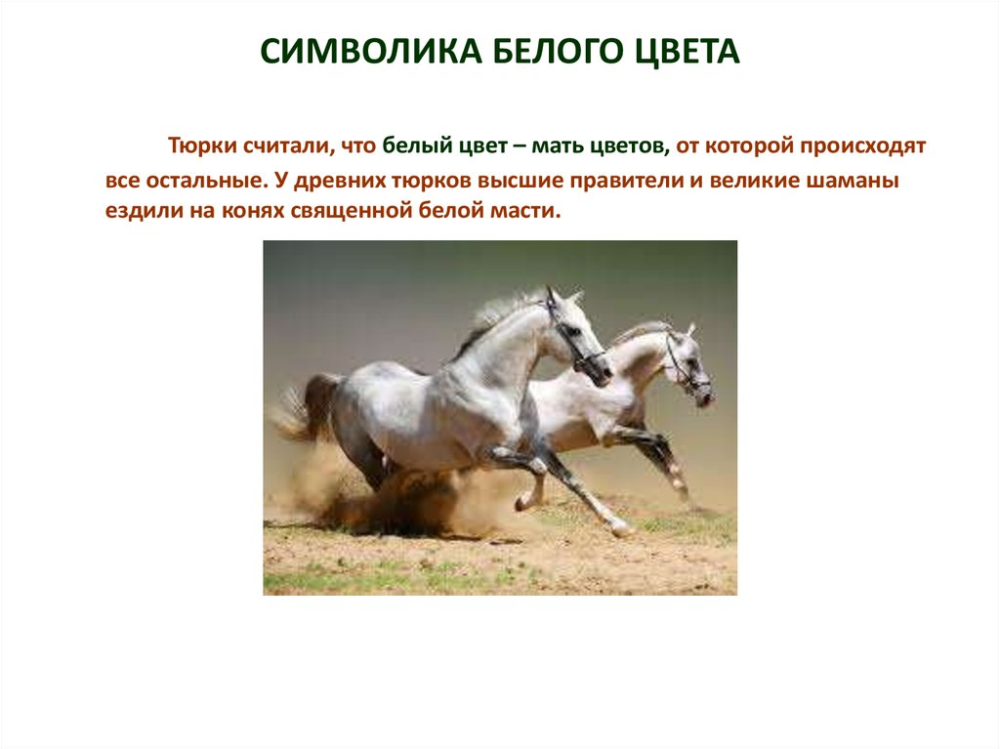 СИМВОЛИКА БЕЛОГО ЦВЕТА
Тюрки считали, что белый цвет – мать цветов, от которой происходят
все остальные. У древних тюрков высшие правители и великие шаманы
ездили на конях священной белой масти.